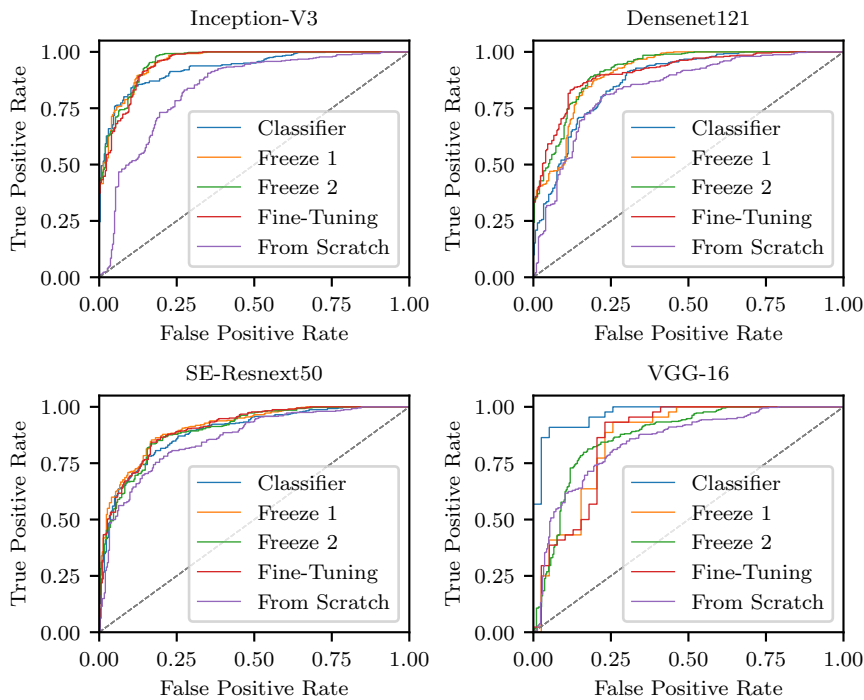 Inception-V3
True Positive Rate
1.00
0.75
0.50
0.25
0.00
Classifier
Freeze 1
Freeze 2
Fine-Tuning
From Scratch
0.00 0.25 0.50 0.75 1.00
False Positive Rate
Densenet121
True Positive Rate
1.00
0.75
0.50
0.25
0.00
Classifier
Freeze 1
Freeze 2
Fine-Tuning
From Scratch
0.00 0.25 0.50 0.75 1.00
False Positive Rate
SE-Resnext50
True Positive Rate
1.00
0.75
0.50
0.25
0.00
Classifier
Freeze 1
Freeze 2
Fine-Tuning
From Scratch
0.00 0.25 0.50 0.75 1.00
False Positive Rate
VGG-16
True Positive Rate
1.00
0.75
0.50
0.25
0.00
Classifier
Freeze 1
Freeze 2
Fine-Tuning
From Scratch
0.00 0.25 0.50 0.75 1.00
False Positive Rate